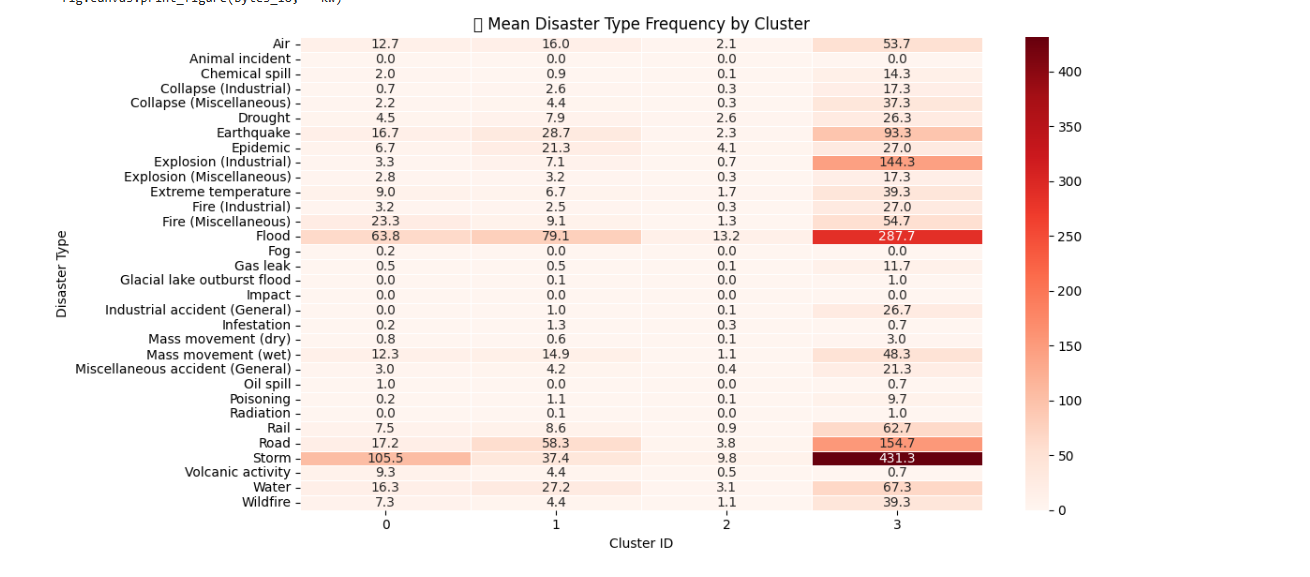 fig.canvas.print_figure(bytes_io, **kw)
Mean Disaster Type Frequency by Cluster
Disaster Type
Air 12.7 16.0 2.1 53.7
Animal incident 0.0 0.0 0.0 0.0
Chemical spill 2.0 0.9 0.1 14.3
Collapse (Industrial) 0.7 2.6 0.3 17.3
Collapse (Miscellaneous) 2.2 4.4 0.3 37.3
Drought 4.5 7.9 2.6 26.3
Earthquake 16.7 28.7 2.3 93.3
Epidemic 6.7 21.3 4.1 27.0
Explosion (Industrial) 3.3 7.1 0.7 144.3
Explosion (Miscellaneous) 2.8 3.2 0.3 17.3
Extreme temperature 9.0 6.7 1.7 39.3
Fire (Industrial) 3.2 2.5 0.3 27.0
Fire (Miscellaneous) 23.3 9.1 1.3 54.7
Flood 63.8 79.1 13.2 287.7
Fog 0.2 0.0 0.0 0.0
Gas leak 0.5 0.5 0.1 11.7
Glacial lake outburst flood 0.0 0.1 0.0 1.0
Impact 0.0 0.0 0.0 0.0
Industrial accident (General) 0.0 1.0 0.1 26.7
Infestation 0.2 1.3 0.3 0.7
Mass movement (dry) 0.8 0.6 0.1 3.0
Mass movement (wet) 12.3 14.9 1.1 48.3
Miscellaneous accident (General) 3.0 4.2 0.4 21.3
Oil spill 1.0 0.0 0.0 0.7
Poisoning 0.2 1.1 0.1 9.7
Radiation 0.0 0.1 0.0 1.0
Rail 7.5 8.6 0.9 62.7
Road 17.2 58.3 3.8 154.7
Storm 105.5 37.4 9.8 431.3
Volcanic activity 9.3 4.4 0.5 0.7
Water 16.3 27.2 3.1 67.3
Wildfire 7.3 4.4 1.1 39.3
0 1 2 3
Cluster ID
400
350
300
250
200
150
100
50
0